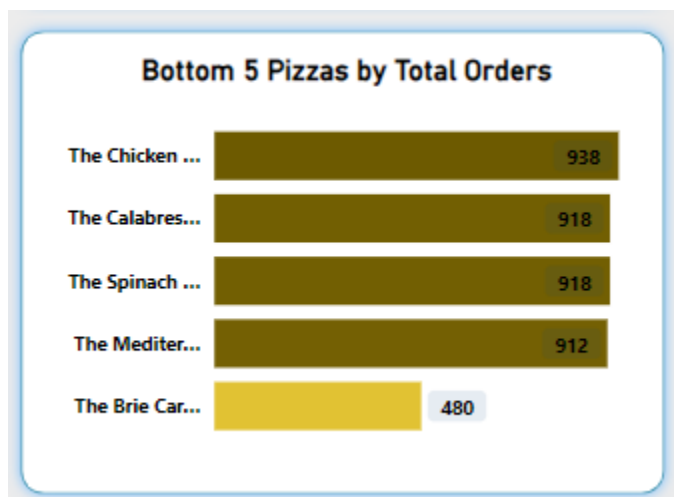 Bottom 5 Pizzas by Total Orders
The Chicken ... 938
The Calabres... 918
The Spinach ... 918
The Mediter... 912
The Brie Car... 480